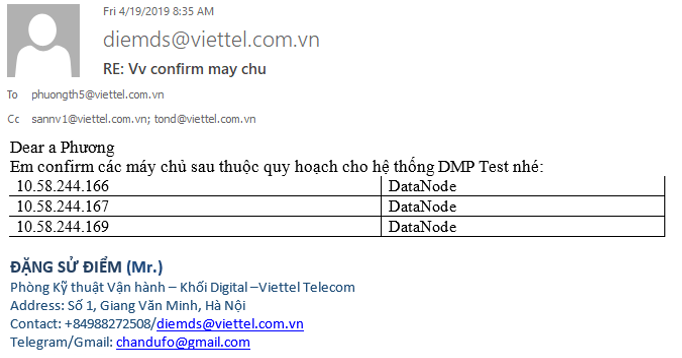 Fri 4/19/2019 8:35 AM
diemds@viettel.com.vn
RE: Vv confirm may chu
To phuongth5@viettel.com.vn
Cc sannv1@viettel.com.vn; tond@viettel.com.vn
Dear a Phương
Em confirm các máy chủ sau thuộc quy hoạch cho hệ thống DMP Test nhé:
10.58.244.166 DataNode
10.58.244.167 DataNode
10.58.244.169 DataNode
ĐẶNG SỬ ĐIỂM (Mr.)
Phòng Kỹ thuật Vận hành – Khối Digital –Viettel Telecom
Address: Số 1, Giang Văn Minh, Hà Nội
Contact: +84988272508/diemds@viettel.com.vn
Telegram/Gmail: chandufo@gmail.com